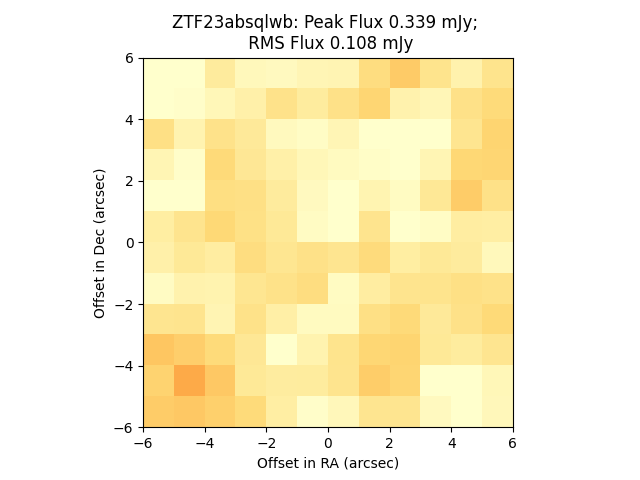 ZTF23absqlwb: Peak Flux 0.339 mJy;
RMS Flux 0.108 mJy
6
4
2
0
−2
−4
−6
Offset in Dec (arcsec)
−6 −4 −2 0 2 4 6
Offset in RA (arcsec)